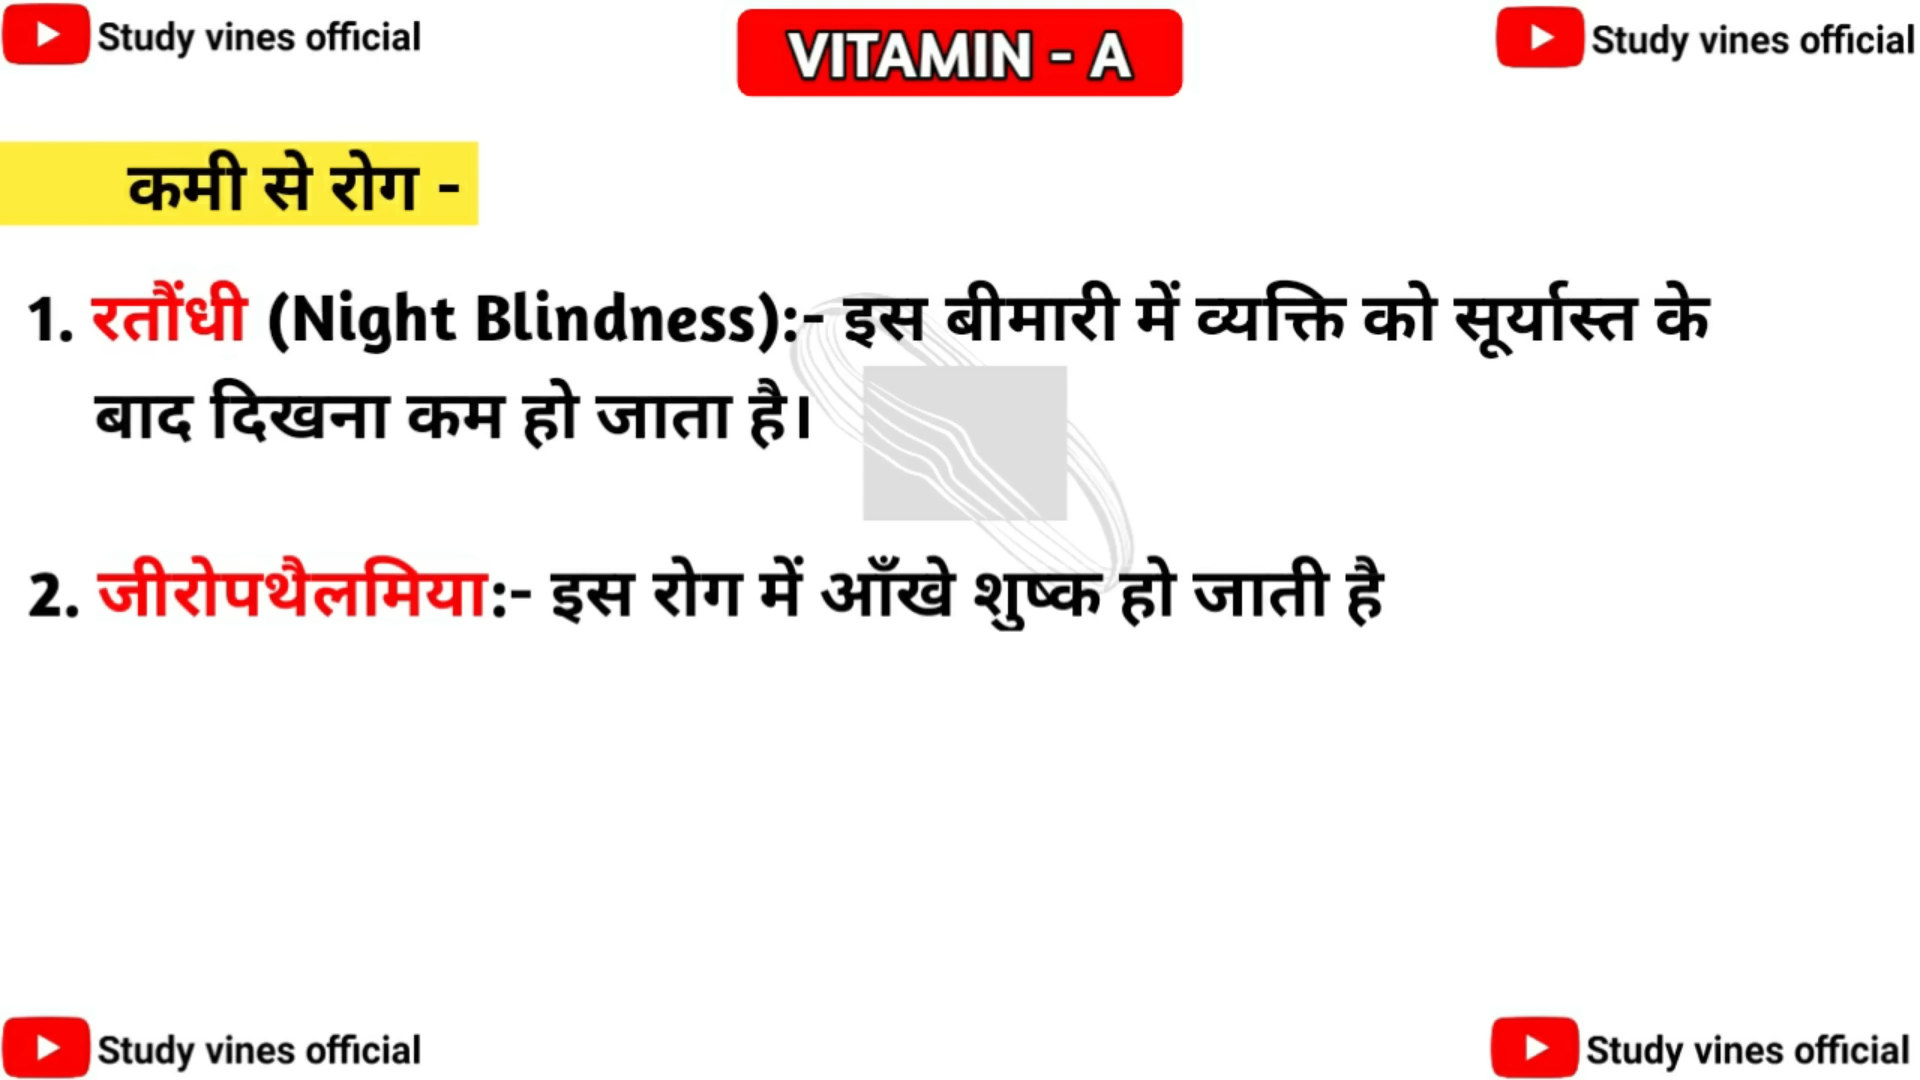 Study vines official
VITAMIN - A
Study vines official
कमी से रोग -
1. रतौंधी (Night Blindness):- इस बीमारी में व्यक्ति को सूर्यास्त के
बाद दिखना कम हो जाता है।
2. जीरोपथैलमिया:- इस रोग में आँखे शुष्क हो जाती है
Study vines official
Study vines official